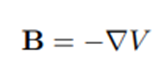 B = −∇V